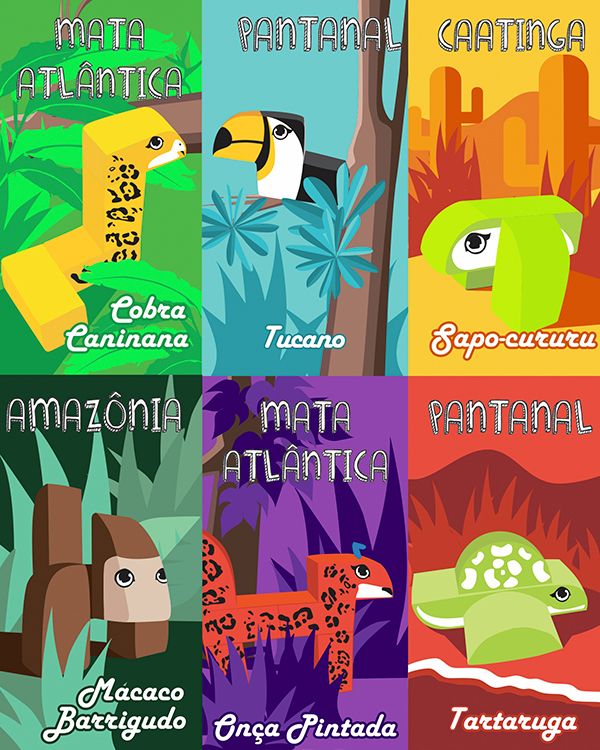 MATA
ATLÂNTICA
Cobra
Caninana
PANTANAL
Tucano
CAATINGA
Sapo-cururu
AMAZÔNIA
Mácaco
Barrigudo
MATA
ATLÂNTICA
Onça Pintada
PANTANAL
Tartaruga